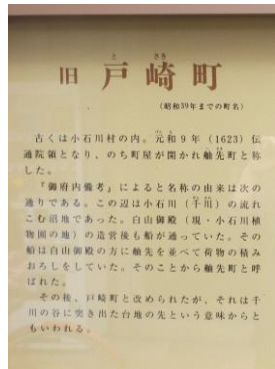 旧 戸崎町
(昭和39年までの町名)
古くは小石川村の内。元和9年(1623)伝
通院領となり、のち町屋が開かれ舳先町と称
した。
『御府内備考』によると名称の由来は次の
通りである。この辺は小石川(千川)の流れ
こむ沼地であった。白山御殿(現・小石川植
物園の地)の造営後も船が通っていた。その
船は白山御殿の方に舳先を並べて荷物の積み
おろしをしていた。そのことから舳先町と呼
ばれた。
その後、戸崎町と改められたが、それは千
川の谷に突き出た台地の先という意味からと
もいわれる。